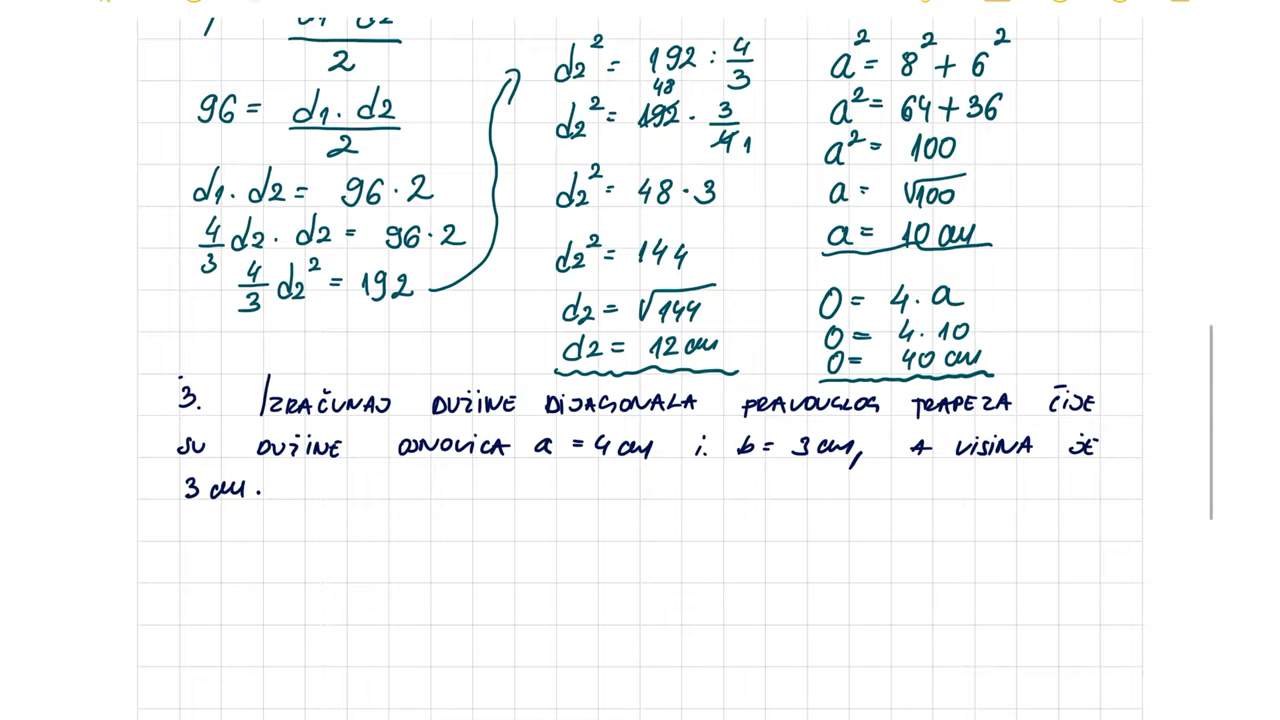 2
96 = d1 · d2 / 2
d1 · d2 = 96 · 2
4/3 d2 · d2 = 96 · 2
4/3 d2² = 192
d2² = 192 : 4/3
48
d2² = 192 · 3/4 1
d2² = 48 · 3
d2² = 144
d2 = √144
d2 = 12 cm
a² = 8² + 6²
a² = 64 + 36
a² = 100
a = √100
a = 10 cm
O = 4 · a
O = 4 · 10
O = 40 cm
3. IZRAČUNAJ DUŽINE DIJAGONALA PRAVOUGLOG TRAPEZA ČIJE
SU DUŽINE OSNOVICA a = 4 cm i b = 3 cm, A VISINA JE
3 cm.